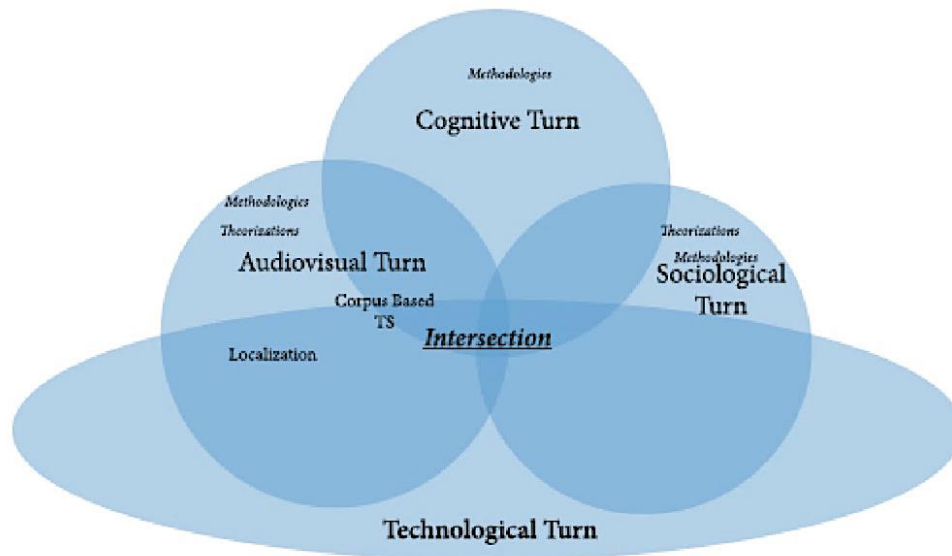 Methodologies
Cognitive Turn
Methodologies
Theorizations
Audiovisual Turn
Corpus Based
TS
Localization
Theorizations
Methodologies
Sociological
Turn
Intersection
Technological Turn